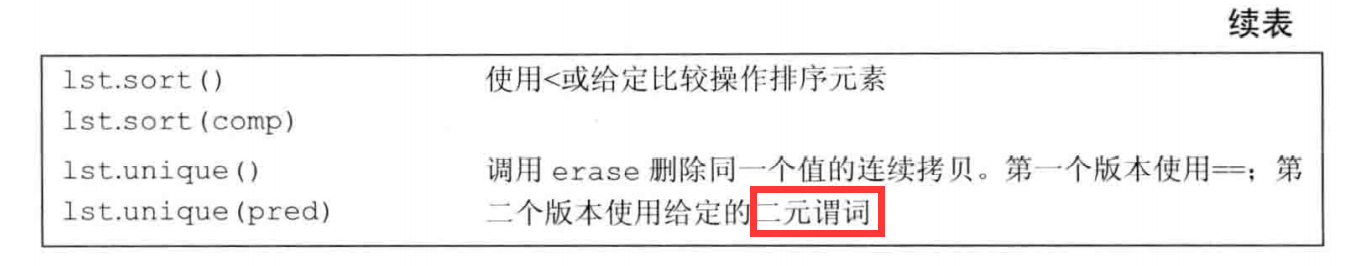 续表
lst.sort() 使用<或给定比较操作排序元素
lst.sort(comp)
lst.unique() 调用 erase 删除同一个值的连续拷贝。第一个版本使用==；第
lst.unique(pred) 二个版本使用给定的二元谓词